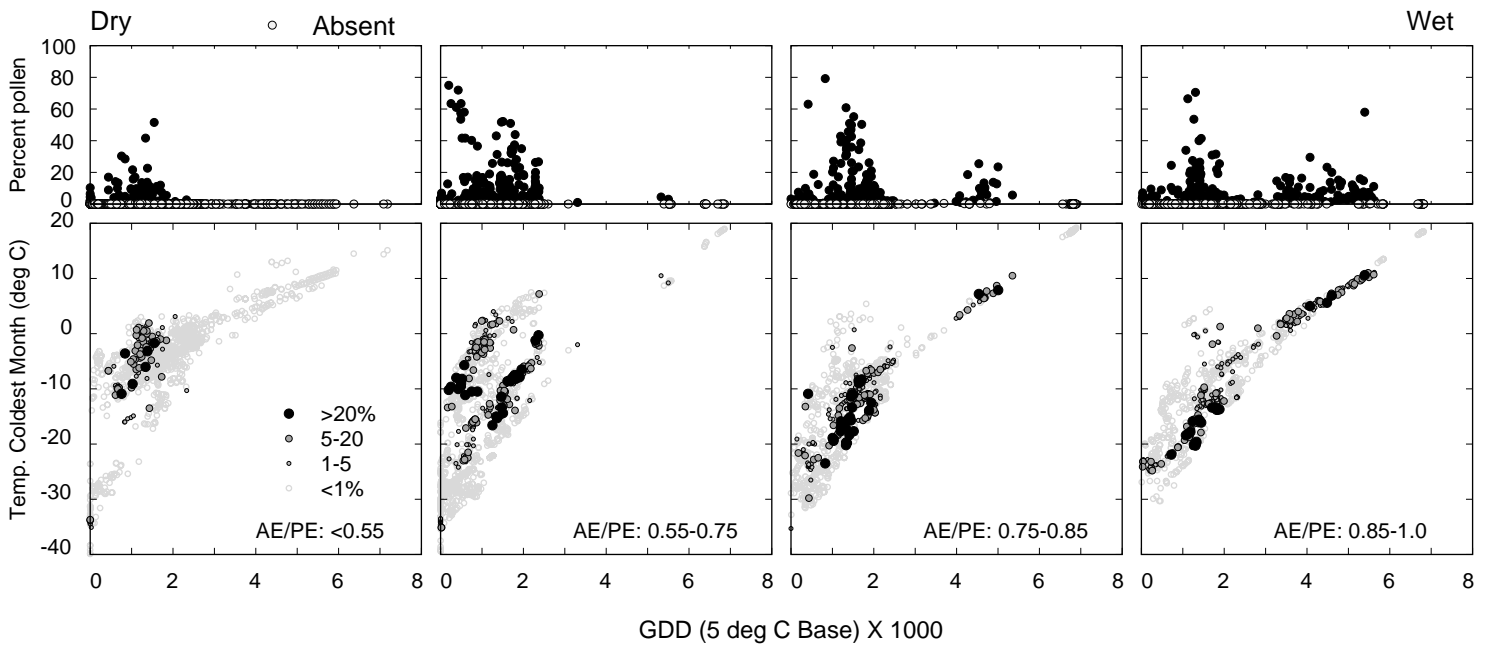 Dry
Absent
Wet
Percent pollen
100
80
60
40
20
0
Temp. Coldest Month (deg C)
20
10
0
-10
-20
-30
-40
>20%
5-20
1-5
<1%
AE/PE: <0.55
AE/PE: 0.55-0.75
AE/PE: 0.75-0.85
AE/PE: 0.85-1.0
0 2 4 6 8
0 2 4 6 8
0 2 4 6 8
0 2 4 6 8
GDD (5 deg C Base) X 1000